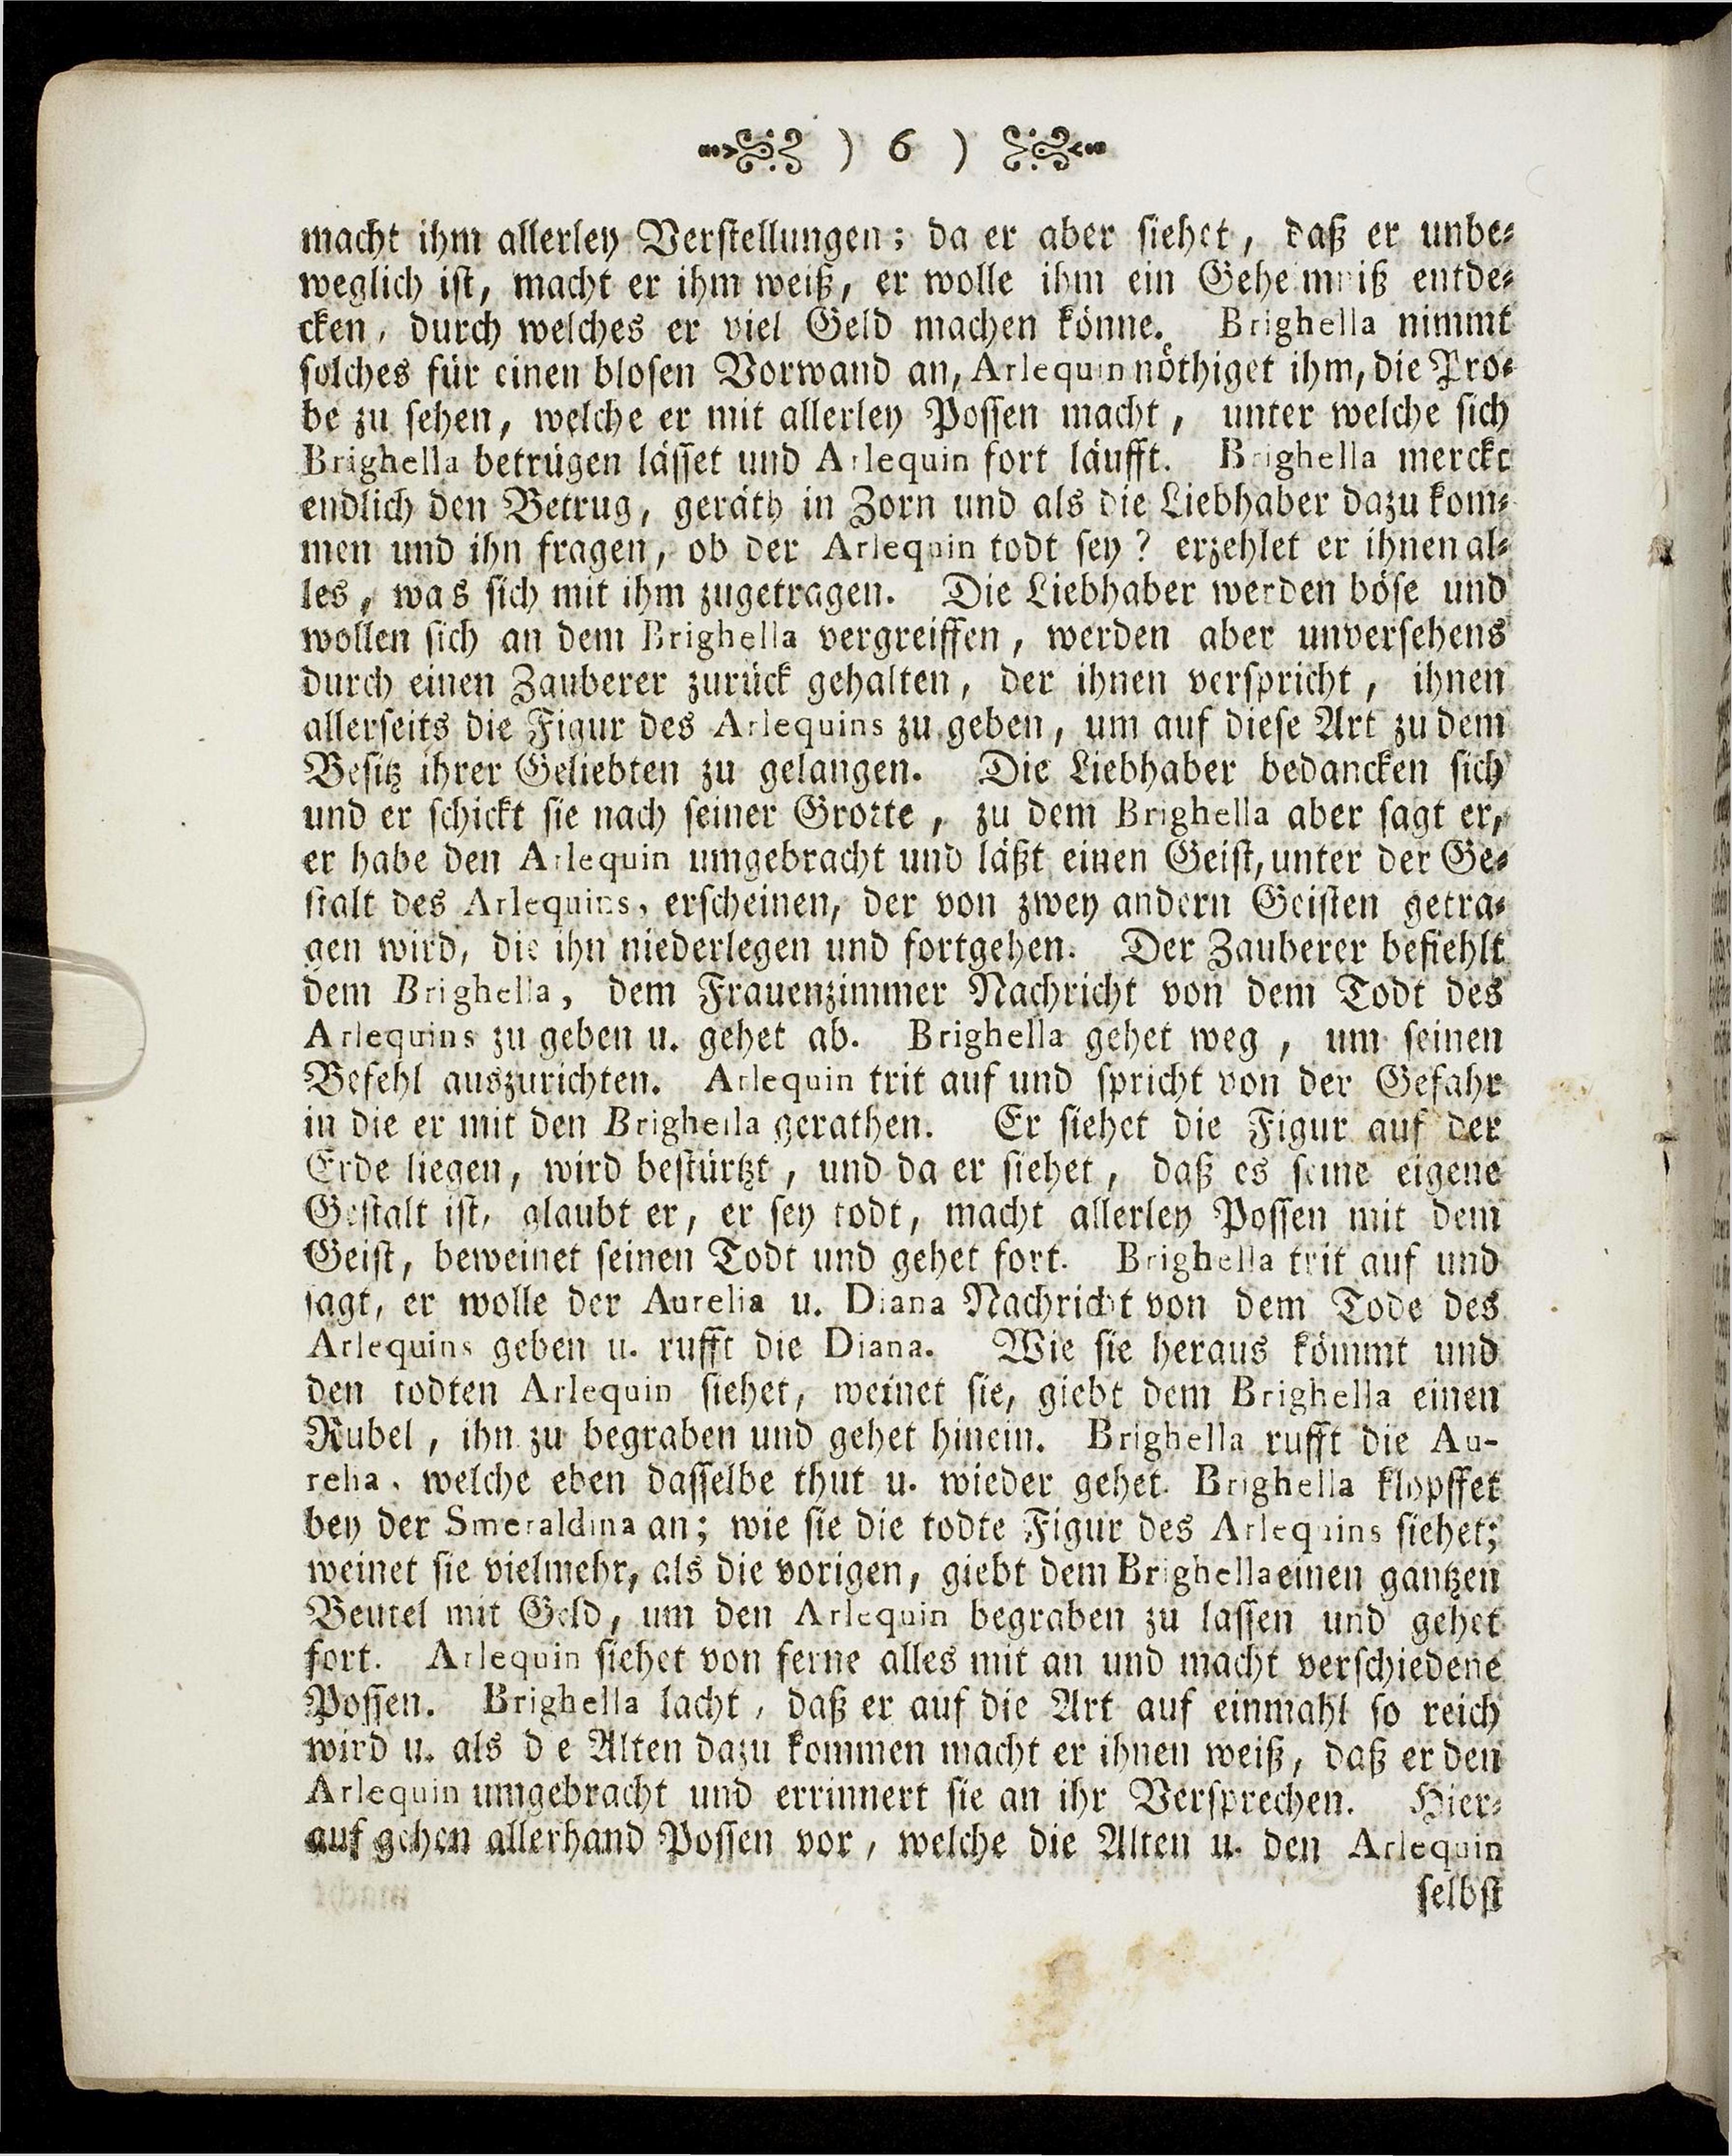 ) 6 )
macht ihm allerley Verstellungen; da er aber siehet, daß er unbe-
weglich ist, macht er ihm weiß, er wolle ihm ein Geheimniß entde-
cken, durch welches er viel Geld machen könne. Brighella nimmt
solches für einen blosen Vorwand an, Arlequin nöthiget ihm, die Pro-
be zu sehen, welche er mit allerley Possen macht, unter welche sich
Brighella betrügen lässet und Arlequin fort läufft. Brighella merckt
endlich den Betrug, geräth in Zorn und als die Liebhaber dazu kom-
men und ihn fragen, ob der Arlequin todt sey? erzehlet er ihnen al-
les, was sich mit ihm zugetragen. Die Liebhaber werden böse und
wollen sich an dem Brighella vergreiffen, werden aber unversehens
durch einen Zauberer zurück gehalten, der ihnen verspricht, ihnen
allerseits die Figur des Arlequins zu geben, um auf diese Art zu dem
Besitz ihrer Geliebten zu gelangen. Die Liebhaber bedancken sich
und er schickt sie nach seiner Grotte, zu dem Brighella aber sagt er,
er habe den Arlequin umgebracht und läßt einen Geist, unter der Ge-
stalt des Arlequins, erscheinen, der von zwey andern Geisten getra-
gen wird, die ihn niederlegen und fortgehen. Der Zauberer befiehlt
dem Brighella, dem Frauenzimmer Nachricht von dem Todt des
Arlequins zu geben u. gehet ab. Brighella gehet weg, um seinen
Befehl auszurichten. Arlequin trit auf und spricht von der Gefahr
in die er mit den Brighella gerathen. Er siehet die Figur auf der
Erde liegen, wird bestürtzt, und da er siehet, daß es seine eigene
Gestalt ist, glaubt er, er sey todt, macht allerley Possen mit dem
Geist, beweinet seinen Todt und gehet fort. Brighella trit auf und
sagt, er wolle der Aurelia u. Diana Nachricht von dem Tode des
Arlequins geben u. rufft die Diana. Wie sie heraus kömmt und
den todten Arlequin siehet, weinet sie, giebt dem Brighella einen
Rubel, ihn zu begraben und gehet hinein. Brighella rufft die Au-
relia, welche eben dasselbe thut u. wieder gehet. Brighella klopffet
bey der Smeraldina an; wie sie die todte Figur des Arlequins siehet;
weinet sie vielmehr, als die vorigen, giebt dem Brighella einen gantzen
Beutel mit Geld, um den Arlequin begraben zu lassen und gehet
fort. Arlequin siehet von ferne alles mit an und macht verschiedene
Possen. Brighella lacht, daß er auf die Art auf einmahl so reich
wird u. als die Alten dazu kommen macht er ihnen weiß, daß er den
Arlequin umgebracht und errinnert sie an ihr Versprechen. Hier-
auf gehen allerhand Possen vor, welche die Alten u. den Arlequin
selbst